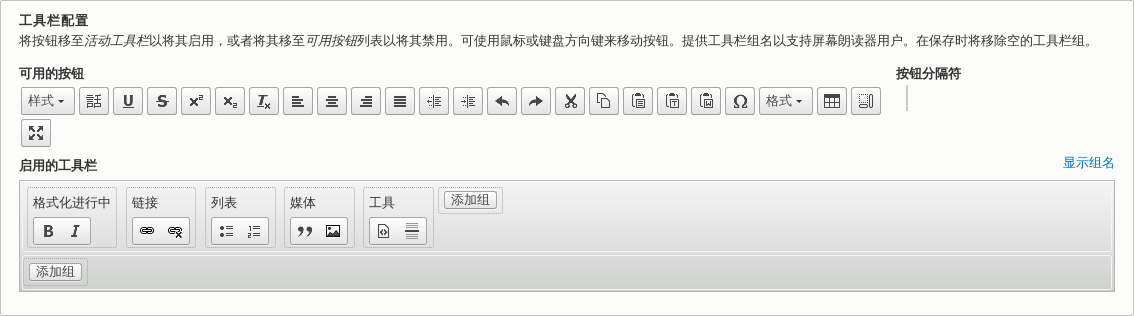 工具栏配置
将按钮移至活动工具栏以将其启用，或者将其移至可用按钮列表以将其禁用。可使用鼠标或键盘方向键来移动按钮。提供工具栏组名以支持屏幕朗读器用户。在保存时将移除空的工具栏组。
可用的按钮
按钮分隔符
样式 格式
启用的工具栏
显示组名
格式化进行中 链接 列表 媒体 工具 添加组
添加组